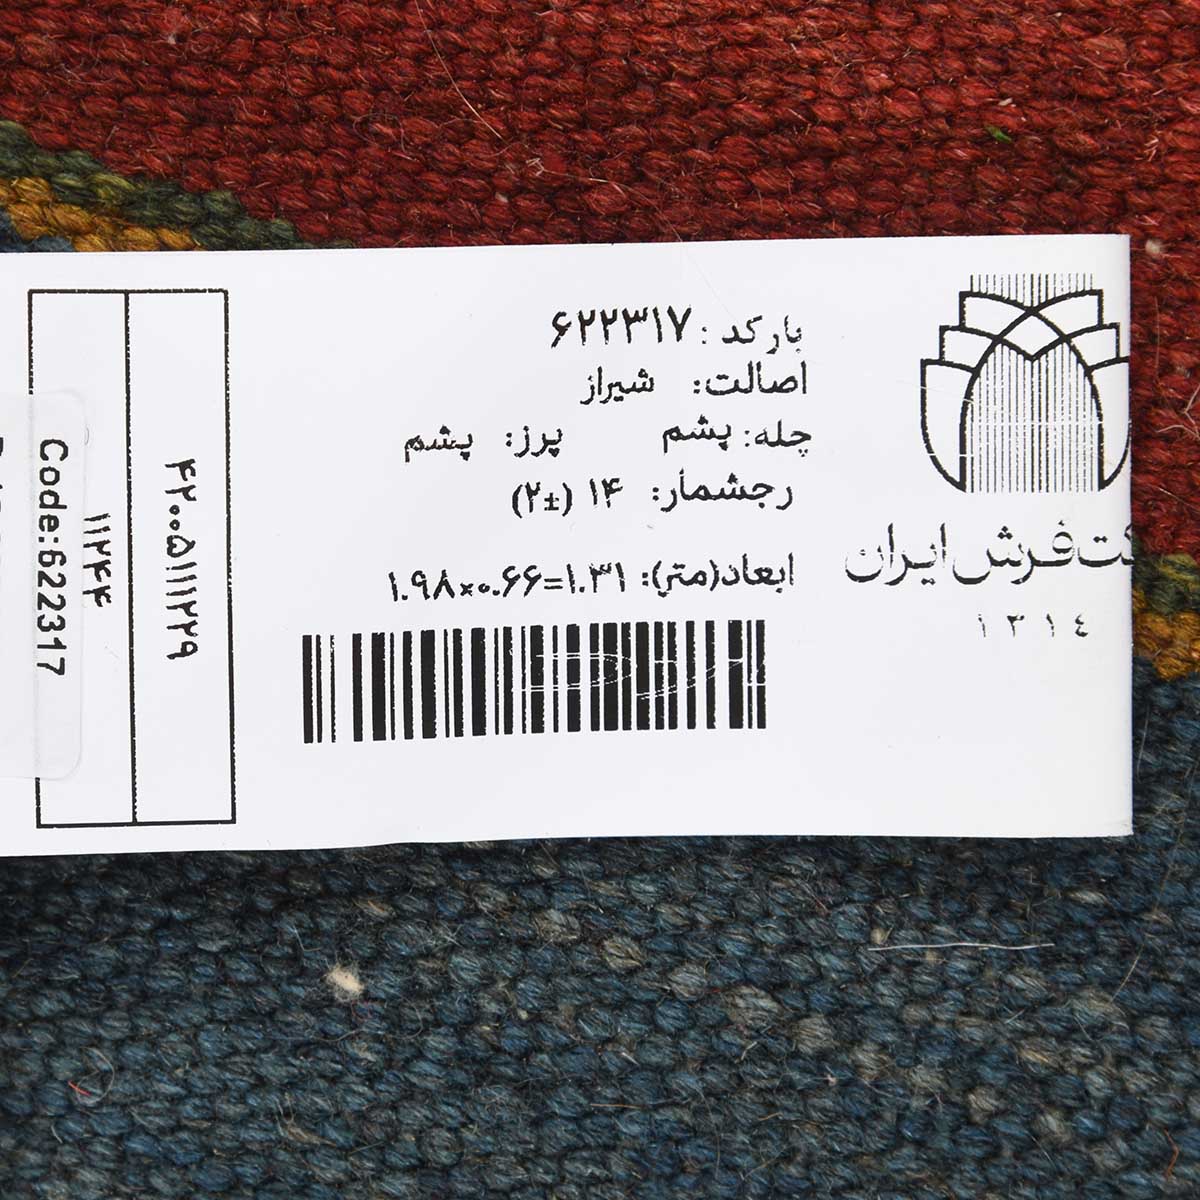 بارکد : ۶۲۲۳۱۷
اصالت: شیراز
چله: پشم پرز: پشم
رجشمار: ۱۴ (±۲)
ابعاد(متر): ۱.۹۸×۰.۶۶=۱.۳۱
کت فرش ایران
۱۳۱٤
۴۲۰۰۵۱۱۱۲۲۹
۱۱۲۴۴
Code:622317